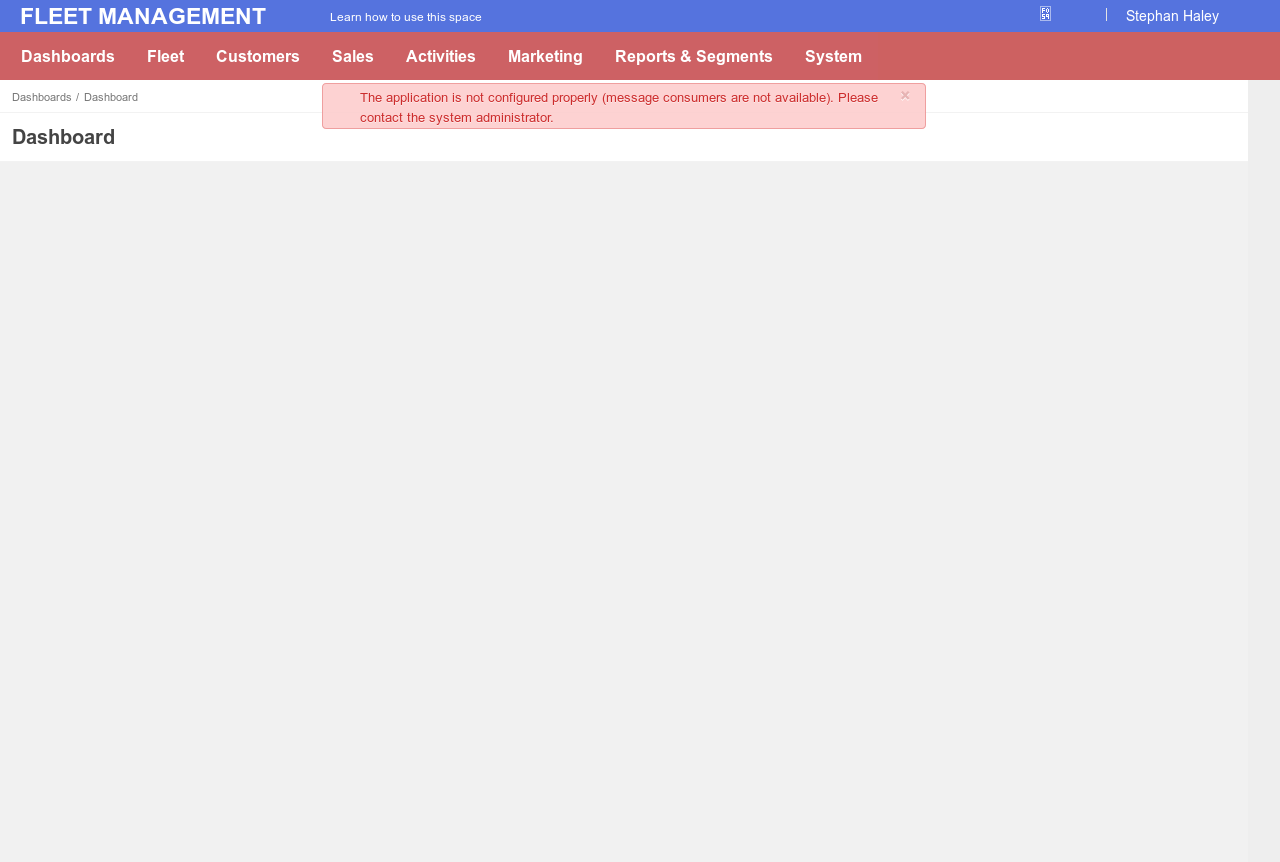 FLEET MANAGEMENT
Learn how to use this space
Stephan Haley
Dashboards Fleet Customers Sales Activities Marketing Reports & Segments System
Dashboards / Dashboard
The application is not configured properly (message consumers are not available). Please
contact the system administrator.
×
Dashboard